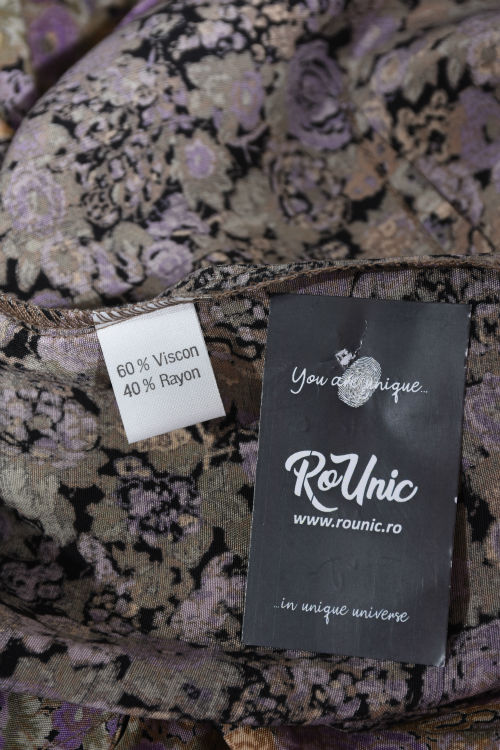 60 % Viscon
40 % Rayon
You are unique...
RoUnic
www.rounic.ro
...in unique universe